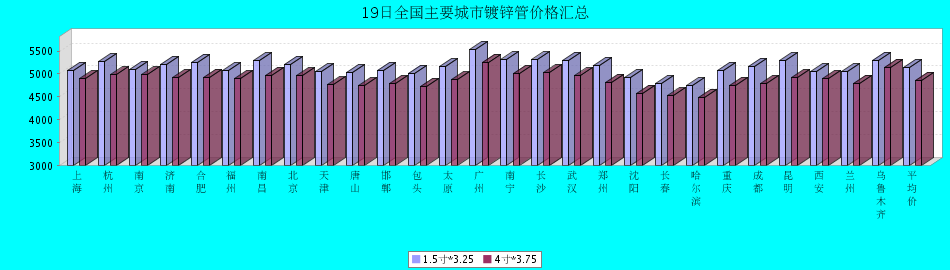 19日全国主要城市镀锌管价格汇总
5500
5000
4500
4000
3500
3000
上海
杭州
南京
济南
合肥
福州
南昌
北京
天津
唐山
邯郸
包头
太原
广州
南宁
长沙
武汉
郑州
沈阳
长春
哈尔滨
重庆
成都
昆明
西安
兰州
乌鲁木齐
平均价
1.5寸*3.25
4寸*3.75